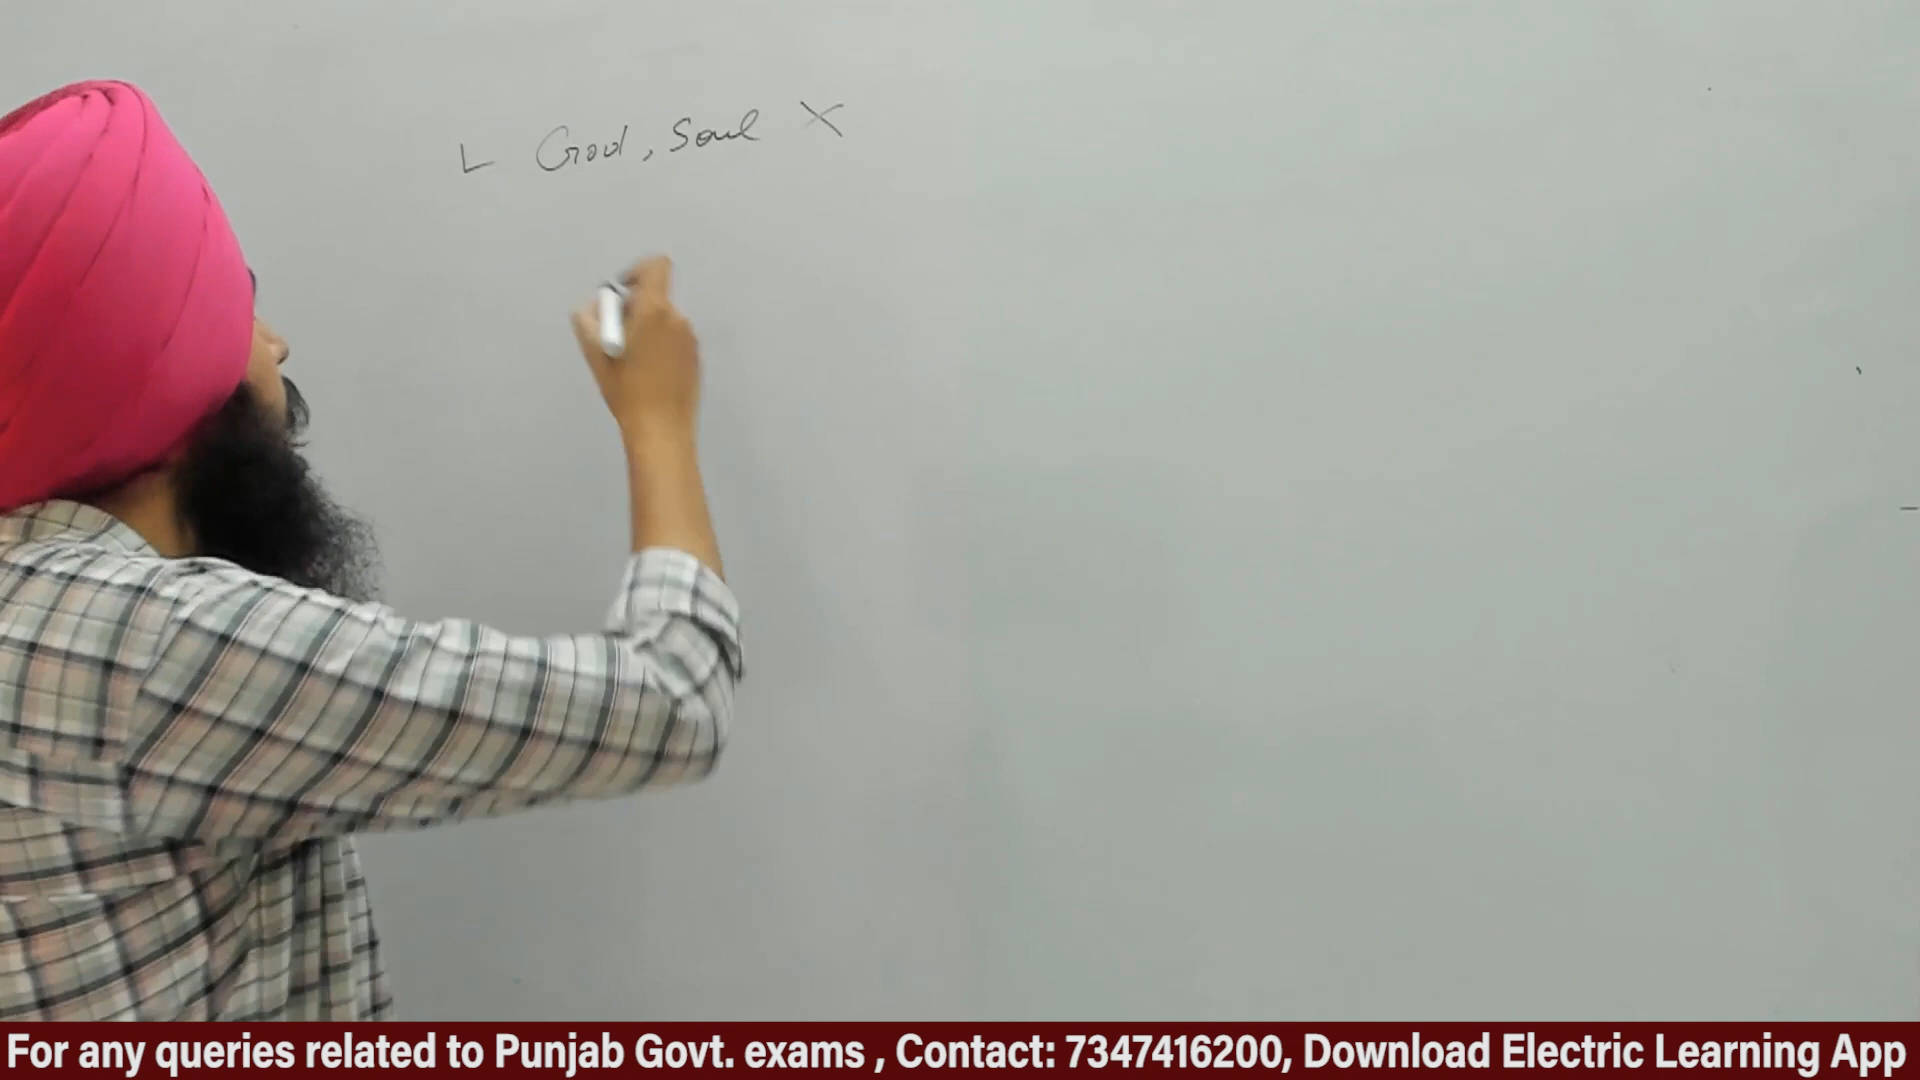 God, Soul X
For any queries related to Punjab Govt. exams , Contact: 7347416200, Download Electric Learning App